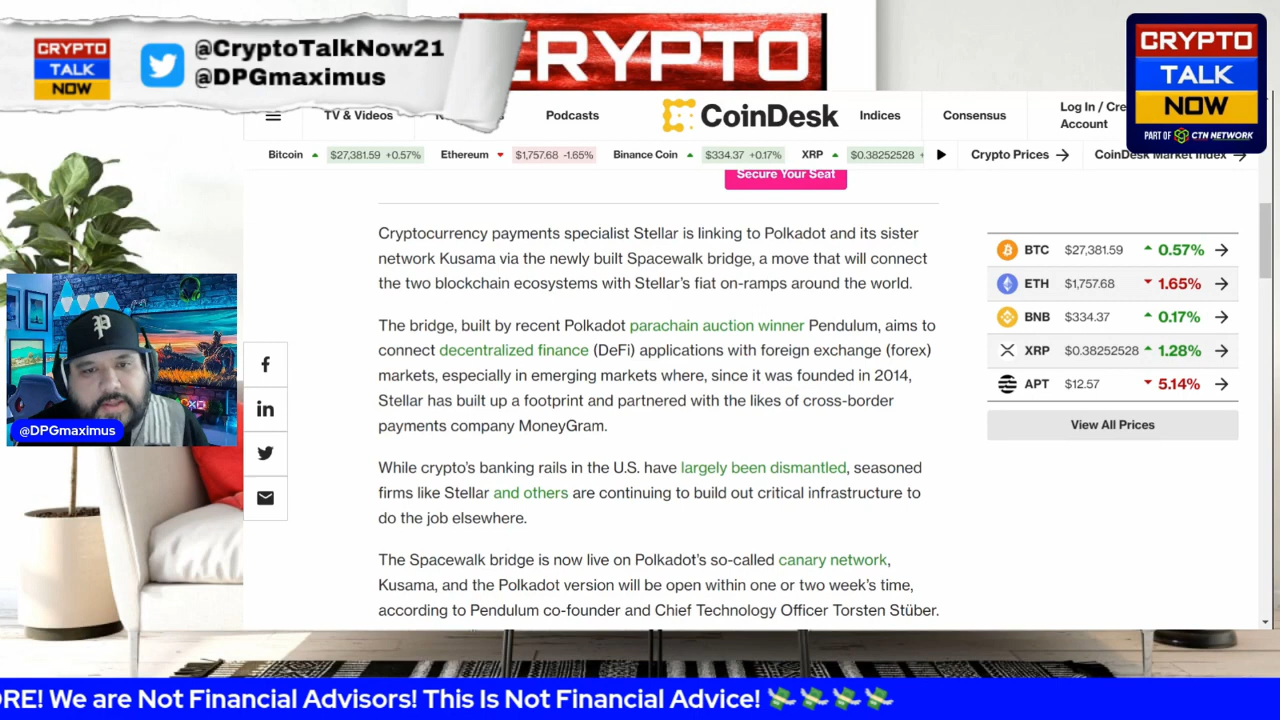 CRYPTO
TALK
NOW
@CryptoTalkNow21
@DPGmaximus
CRYPTO
CRYPTO
TALK
NOW
PART OF CTN NETWORK
TV & Videos
Podcasts
CoinDesk
Indices
Consensus
Log In / Cre
Account
Bitcoin $27,381.59 +0.57%
Ethereum $1,757.68 -1.65%
Binance Coin $334.37 +0.17%
XRP $0.38252528 +
Crypto Prices
CoinDesk Market Index
Secure Your Seat
Cryptocurrency payments specialist Stellar is linking to Polkadot and its sister
network Kusama via the newly built Spacewalk bridge, a move that will connect
the two blockchain ecosystems with Stellar’s fiat on-ramps around the world.
The bridge, built by recent Polkadot parachain auction winner Pendulum, aims to
connect decentralized finance (DeFi) applications with foreign exchange (forex)
markets, especially in emerging markets where, since it was founded in 2014,
Stellar has built up a footprint and partnered with the likes of cross-border
payments company MoneyGram.
While crypto’s banking rails in the U.S. have largely been dismantled, seasoned
firms like Stellar and others are continuing to build out critical infrastructure to
do the job elsewhere.
The Spacewalk bridge is now live on Polkadot’s so-called canary network,
Kusama, and the Polkadot version will be open within one or two week’s time,
according to Pendulum co-founder and Chief Technology Officer Torsten Stüber.
BTC $27,381.59 0.57%
ETH $1,757.68 1.65%
BNB $334.37 0.17%
XRP $0.38252528 1.28%
APT $12.57 5.14%
View All Prices
P
@DPGmaximus
ORE! We are Not Financial Advisors! This Is Not Financial Advice! 💸💸💸💸